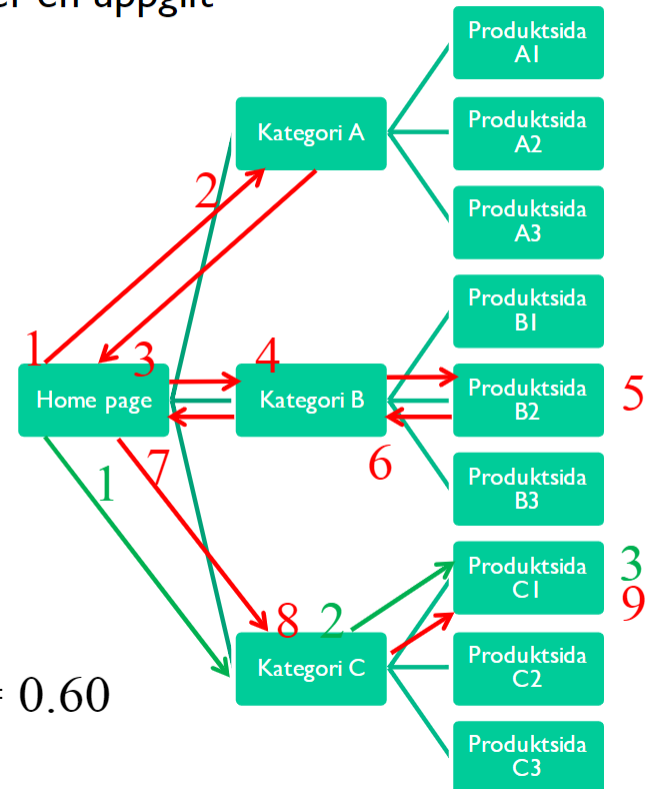 er en uppgift
Produktsida
A1
Kategori A
Produktsida
A2
2
Produktsida
A3
Produktsida
B1
1
3
4
Home page
Kategori B
Produktsida
B2
5
1
7
6
Produktsida
B3
Produktsida
C1
3
9
8
2
Kategori C
Produktsida
C2
= 0.60
Produktsida
C3